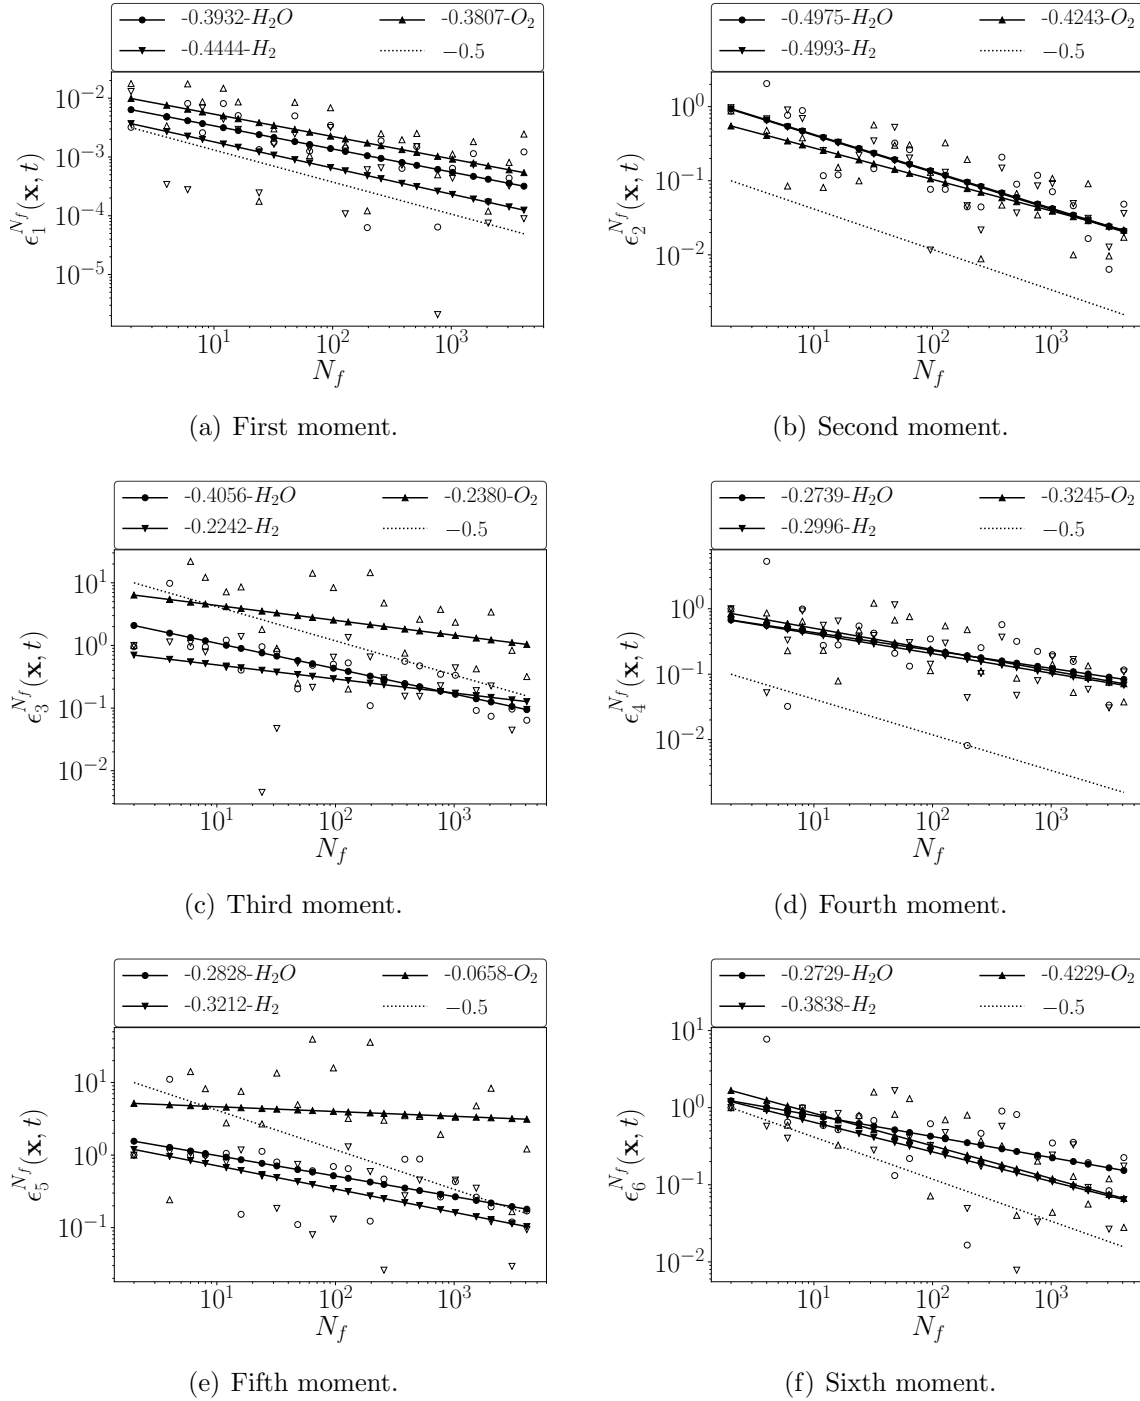 -0.3932-H₂O -0.3807-O₂
-0.4444-H₂ −0.5
10⁻²
10⁻³
10⁻⁴
10⁻⁵
ϵ₁^{N_f}(x, t)
10¹ 10² 10³
N_f
(a) First moment.
-0.4975-H₂O -0.4243-O₂
-0.4993-H₂ −0.5
10⁰
10⁻¹
10⁻²
ϵ₂^{N_f}(x, t)
10¹ 10² 10³
N_f
(b) Second moment.
-0.4056-H₂O -0.2380-O₂
-0.2242-H₂ −0.5
10¹
10⁰
10⁻¹
10⁻²
ϵ₃^{N_f}(x, t)
10¹ 10² 10³
N_f
(c) Third moment.
-0.2739-H₂O -0.3245-O₂
-0.2996-H₂ −0.5
10⁰
10⁻¹
10⁻²
ϵ₄^{N_f}(x, t)
10¹ 10² 10³
N_f
(d) Fourth moment.
-0.2828-H₂O -0.0658-O₂
-0.3212-H₂ −0.5
10¹
10⁰
10⁻¹
ϵ₅^{N_f}(x, t)
10¹ 10² 10³
N_f
(e) Fifth moment.
-0.2729-H₂O -0.4229-O₂
-0.3838-H₂ −0.5
10¹
10⁰
10⁻¹
10⁻²
ϵ₆^{N_f}(x, t)
10¹ 10² 10³
N_f
(f) Sixth moment.